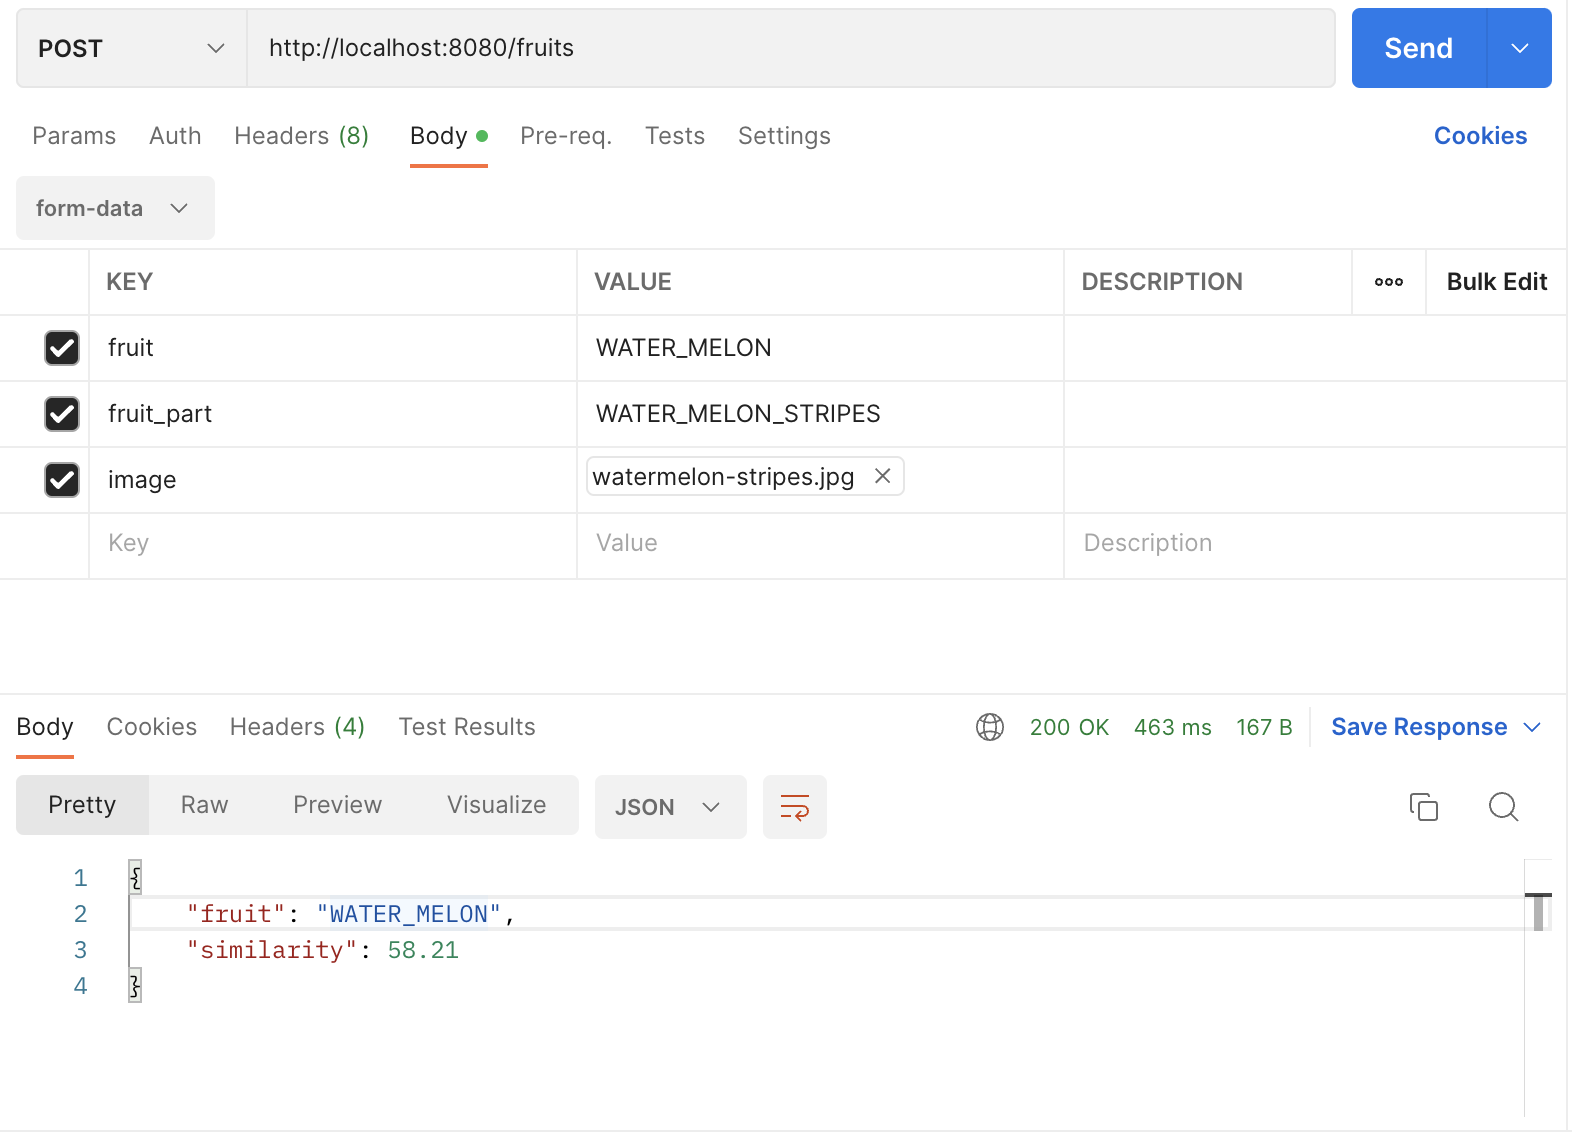 POST http://localhost:8080/fruits Send
Params Auth Headers (8) Body Pre-req. Tests Settings Cookies
form-data
KEY VALUE DESCRIPTION Bulk Edit
fruit WATER_MELON
fruit_part WATER_MELON_STRIPES
image watermelon-stripes.jpg
Key Value Description
Body Cookies Headers (4) Test Results 200 OK 463 ms 167 B Save Response
Pretty Raw Preview Visualize JSON
1 {
2 "fruit": "WATER_MELON",
3 "similarity": 58.21
4 }